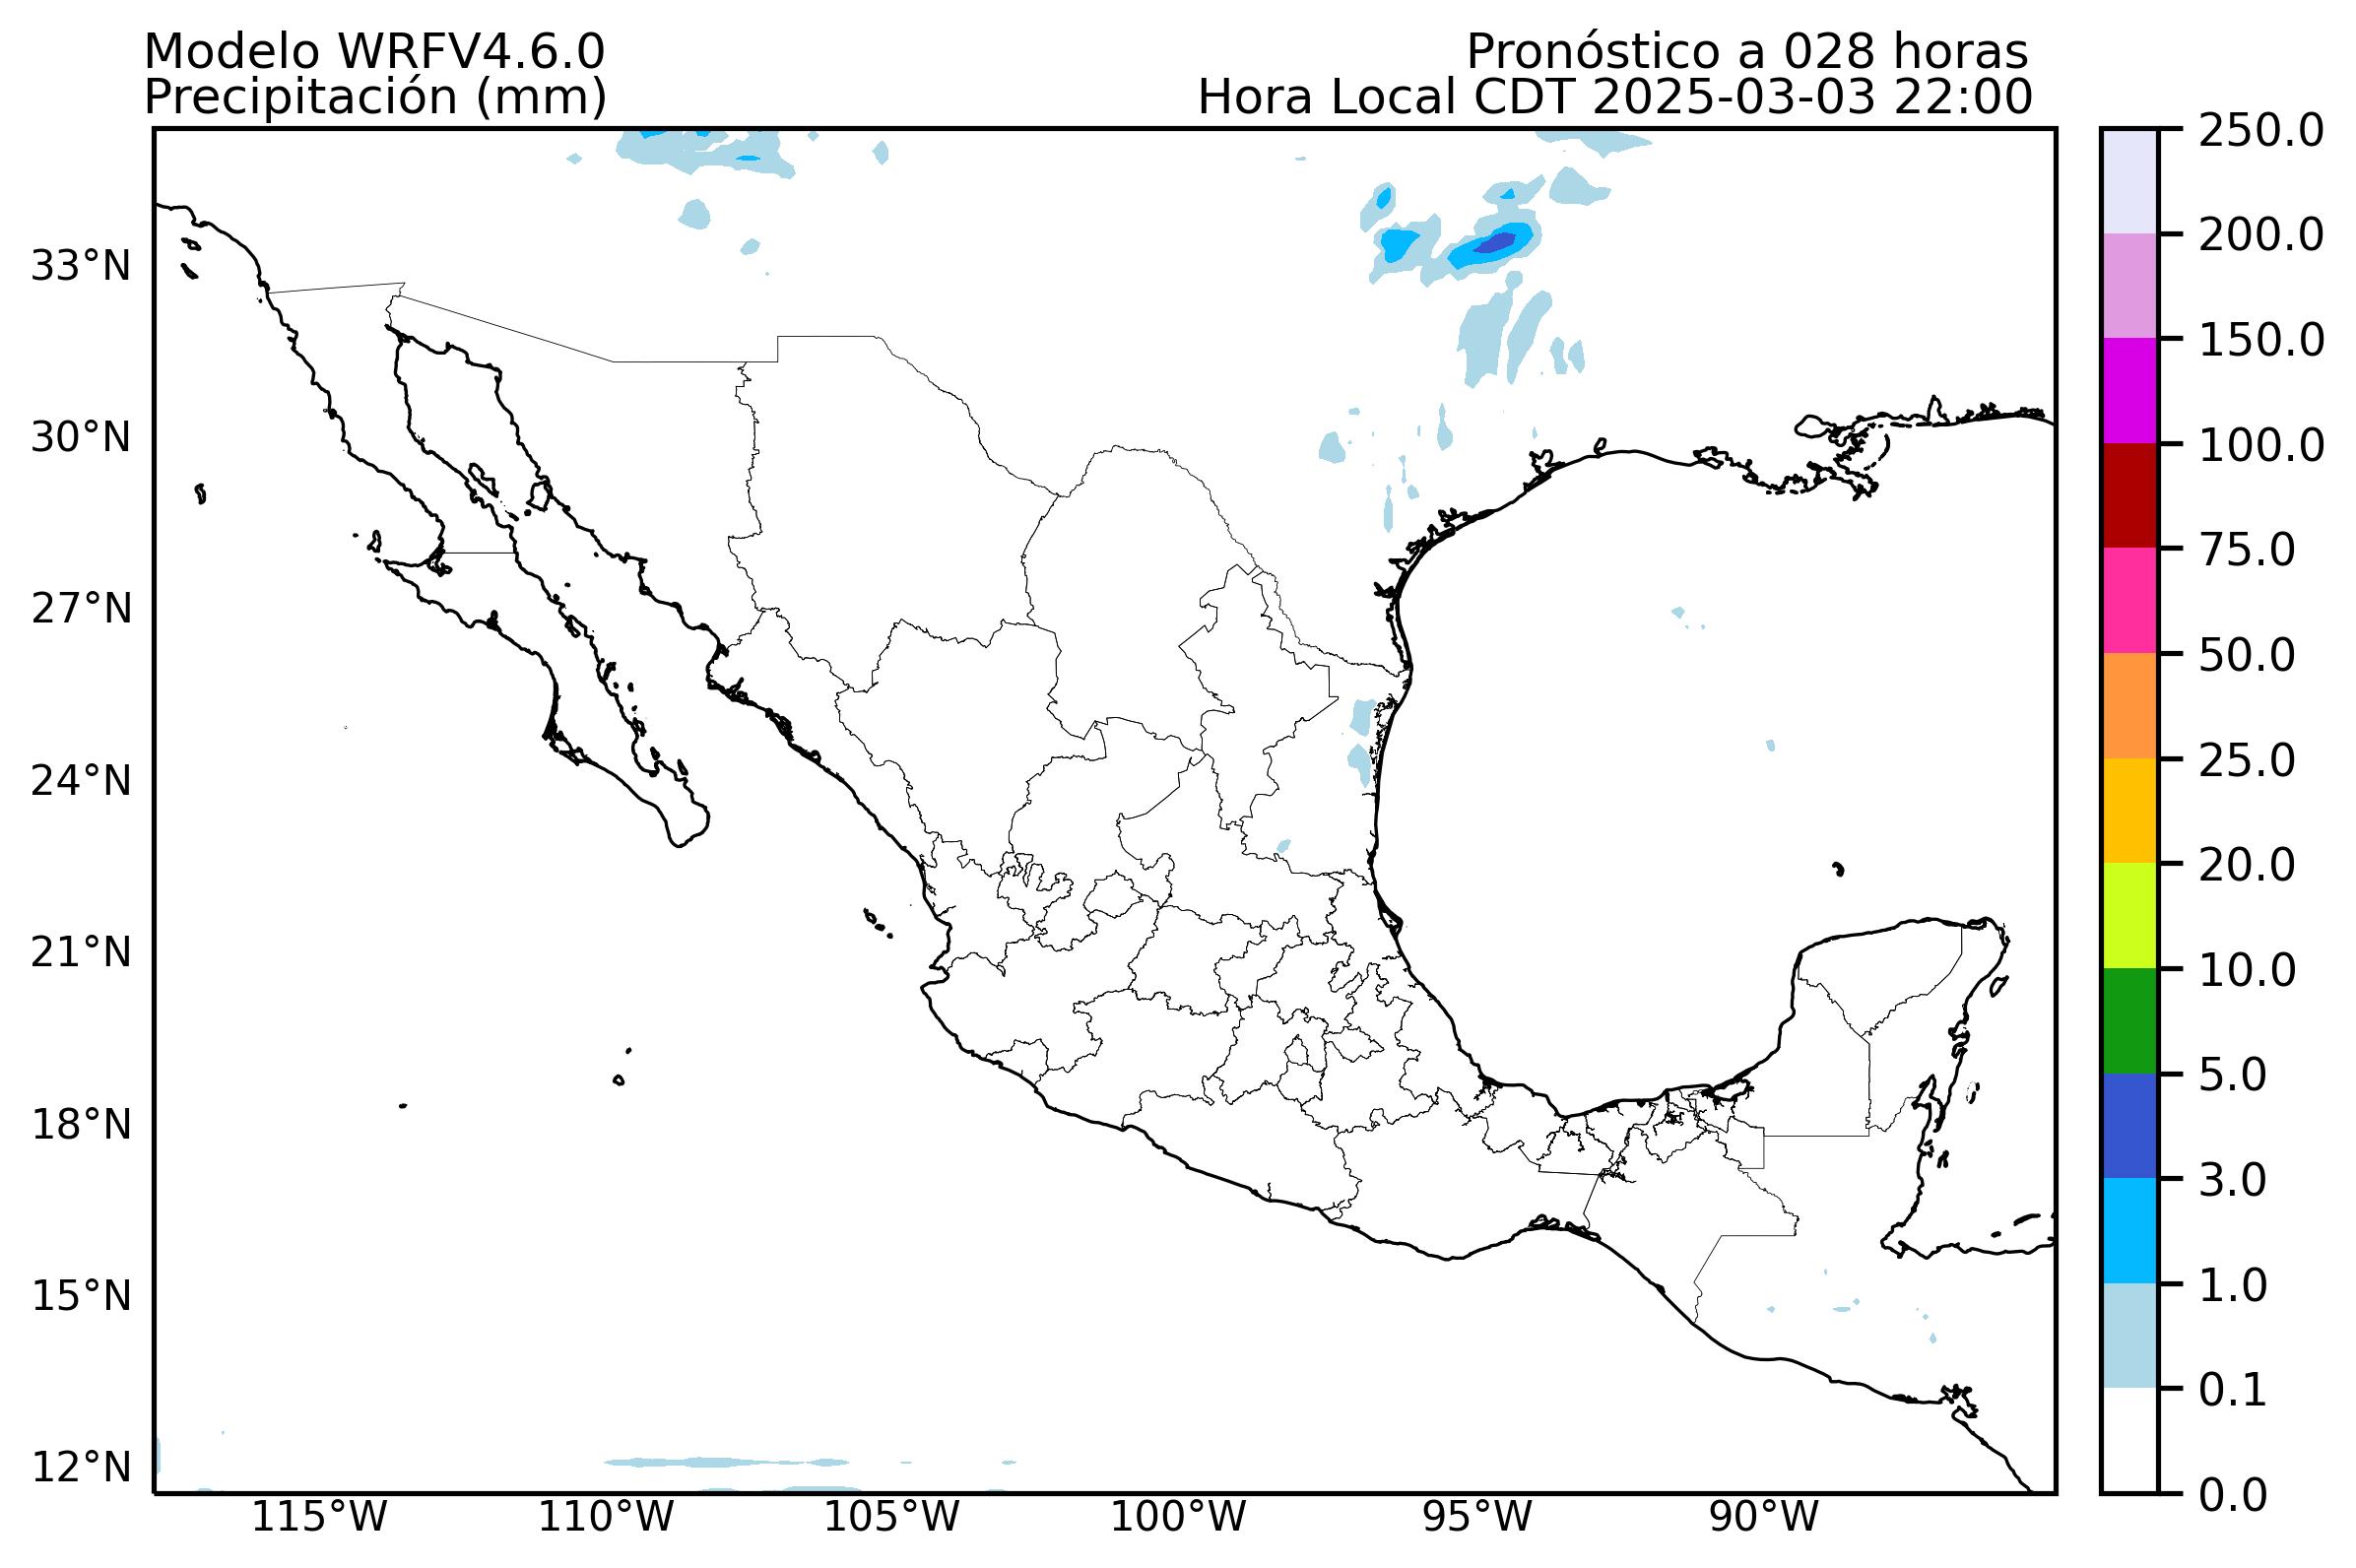 Modelo WRFV4.6.0
Precipitación (mm)
Pronóstico a 028 horas
Hora Local CDT 2025-03-03 22:00
33°N
30°N
27°N
24°N
21°N
18°N
15°N
12°N
115°W
110°W
105°W
100°W
95°W
90°W
250.0
200.0
150.0
100.0
75.0
50.0
25.0
20.0
10.0
5.0
3.0
1.0
0.1
0.0